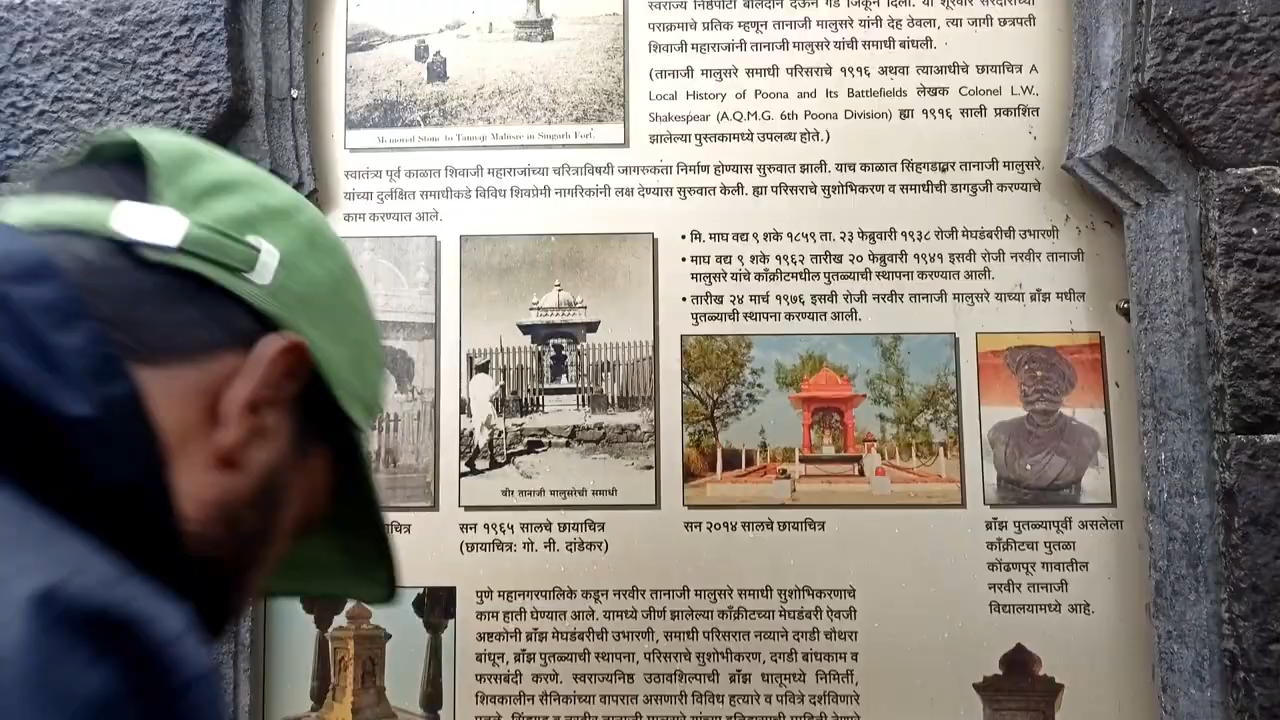 स्वराज्य निष्ठेपोटी बलिदान देऊन गड जिंकून दिला. या शूरवीर सरदाराच्या
पराक्रमाचे प्रतिक म्हणून तानाजी मालुसरे यांनी देह ठेवला, त्या जागी छत्रपती
शिवाजी महाराजांनी तानाजी मालुसरे यांची समाधी बांधली.
(तानाजी मालुसरे समाधी परिसराचे १९१६ अथवा त्याआधीचे छायाचित्र A
Local History of Poona and Its Battlefields लेखक Colonel L.W.,
Shakespear (A.Q.M.G. 6th Poona Division) ह्या १९१६ साली प्रकाशित
झालेल्या पुस्तकामध्ये उपलब्ध होते.)
Memorial Stone to Tannaji Malusre in Singarh Fort.
स्वातंत्र्य पूर्व काळात शिवाजी महाराजांच्या चरित्राविषयी जागरुकता निर्माण होण्यास सुरुवात झाली. याच काळात सिंहगडावर तानाजी मालुसरे,
यांच्या दुर्लक्षित समाधीकडे विविध शिवप्रेमी नागरिकांनी लक्ष देण्यास सुरुवात केली. ह्या परिसराचे सुशोभिकरण व समाधीची डागडुजी करण्याचे
काम करण्यात आले.
• मि. माघ वद्य ९ शके १८५९ ता. २३ फेब्रुवारी १९३८ रोजी मेघडंबरीची उभारणी
• माघ वद्य ९ शके १९६२ तारीख २० फेब्रुवारी १९४१ इसवी रोजी नरवीर तानाजी
मालुसरे यांचे काँक्रीटमधील पुतळ्याची स्थापना करण्यात आली.
• तारीख २४ मार्च १९७६ इसवी रोजी नरवीर तानाजी मालुसरे याच्या ब्राँझ मधील
पुतळ्याची स्थापना करण्यात आली.
वीर तानाजी मालुसरेची समाधी
सन १९६५ सालचे छायाचित्र
(छायाचित्र: गो. नी. दांडेकर)
सन २०१४ सालचे छायाचित्र
ब्राँझ पुतळ्यापूर्वी असलेला
काँक्रीटचा पुतळा
कोंढणपूर गावातील
नरवीर तानाजी
विद्यालयामध्ये आहे.
पुणे महानगरपालिके कडून नरवीर तानाजी मालुसरे समाधी सुशोभिकरणाचे
काम हाती घेण्यात आले. यामध्ये जीर्ण झालेल्या काँक्रीटच्या मेघडंबरी ऐवजी
अष्टकोनी ब्राँझ मेघडंबरीची उभारणी, समाधी परिसरात नव्याने दगडी चौथरा
बांधून, ब्राँझ पुतळ्याची स्थापना, परिसराचे सुशोभीकरण, दगडी बांधकाम व
फरसबंदी करणे. स्वराज्यनिष्ठ उठावशिल्पाची ब्राँझ धातूमध्ये निर्मिती,
शिवकालीन सैनिकांच्या वापरात असणारी विविध हत्यारे व पवित्रे दर्शविणारे